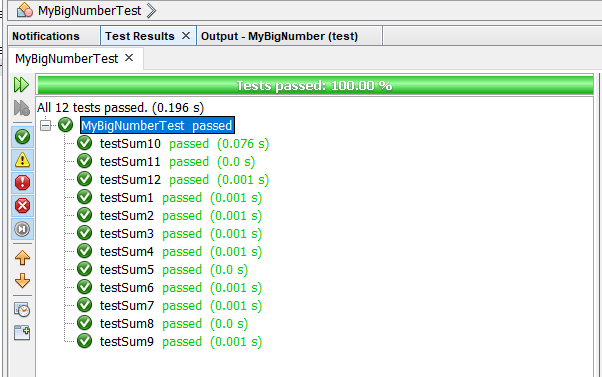 MyBigNumberTest
Notifications Test Results Output - MyBigNumber (test)
MyBigNumberTest
Tests passed: 100.00 %
All 12 tests passed. (0.196 s)
MyBigNumberTest passed
testSum10 passed (0.076 s)
testSum11 passed (0.0 s)
testSum12 passed (0.001 s)
testSum1 passed (0.001 s)
testSum2 passed (0.001 s)
testSum3 passed (0.001 s)
testSum4 passed (0.001 s)
testSum5 passed (0.0 s)
testSum6 passed (0.001 s)
testSum7 passed (0.001 s)
testSum8 passed (0.0 s)
testSum9 passed (0.001 s)